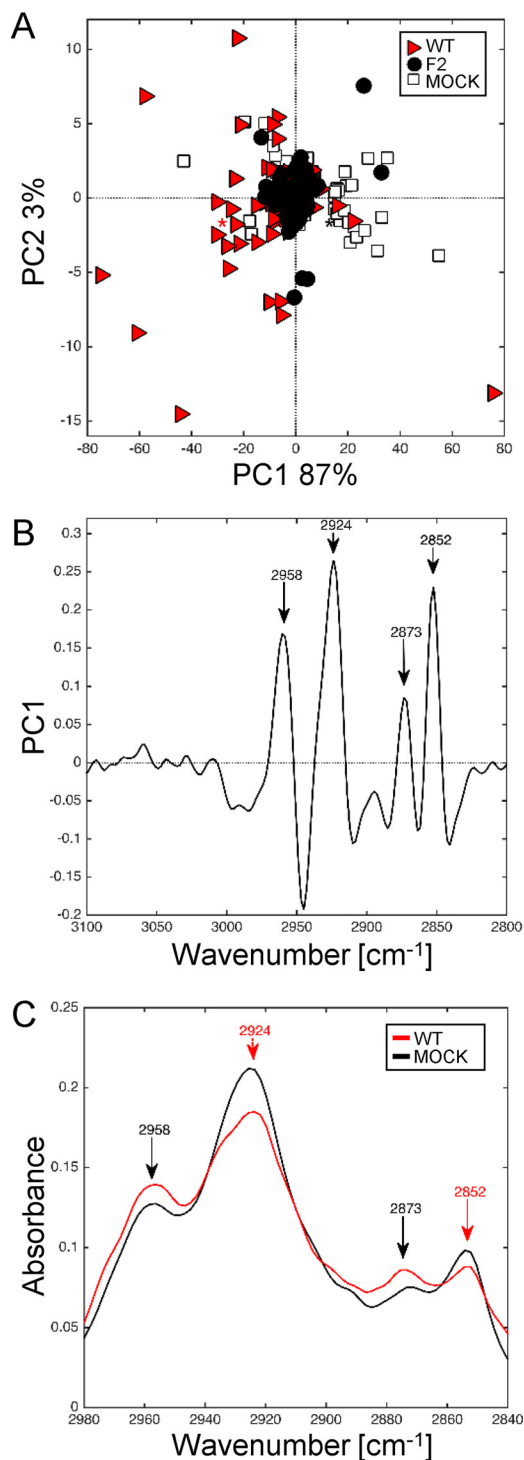 A
PC2 3%
10
5
0
-5
-10
-15
WT
F2
MOCK
*
*
-80 -60 -40 -20 0 20 40 60 80
PC1 87%
B
PC1
0.3
0.25
0.2
0.15
0.1
0.05
0
-0.05
-0.1
-0.15
-0.2
2958
2924
2873
2852
3100 3050 3000 2950 2900 2850 2800
Wavenumber [cm-1]
C
Absorbance
0.25
0.2
0.15
0.1
0.05
0
2958
2924
2873
2852
WT
MOCK
2980 2960 2940 2920 2900 2880 2860 2840
Wavenumber [cm-1]